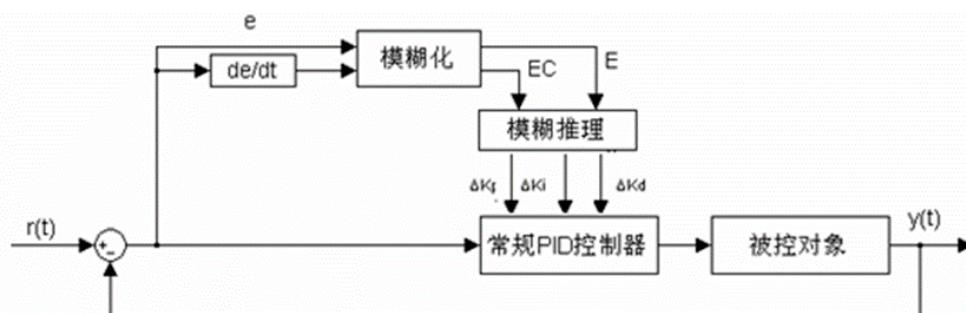 e
模糊化
de/dt
EC
E
模糊推理
ΔKp ΔKi ΔKd
r(t)
+
−
常规PID控制器
被控对象
y(t)